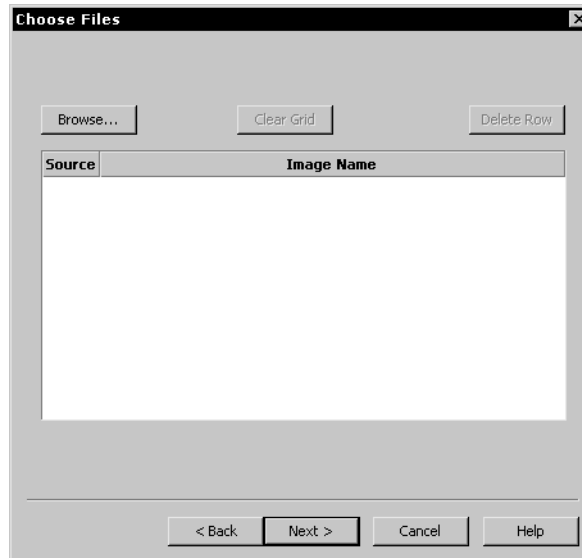 Choose Files
Browse... Clear Grid Delete Row
Source Image Name
< Back Next > Cancel Help